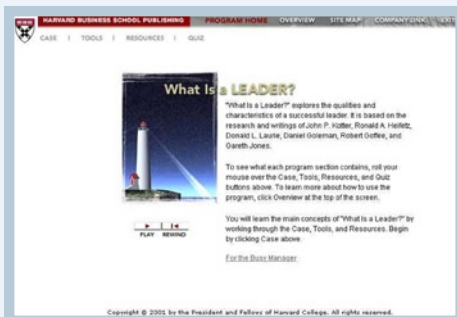 HARVARD BUSINESS SCHOOL PUBLISHING PROGRAM HOME OVERVIEW SITE MAP COMPANY LINK EXIT
CASE | TOOLS | RESOURCES | QUIZ
What Is a LEADER?
"What Is a Leader?" explores the qualities and
characteristics of a successful leader. It is based on the
research and writings of John P. Kotter, Ronald A. Heifetz,
Donald L. Laurie, Daniel Goleman, Robert Goffee, and
Gareth Jones.
To see what each program section contains, roll your
mouse over the Case, Tools, Resources, and Quiz
buttons above. To learn more about how to use the
program, click Overview at the top of the screen.
You will learn the main concepts of "What Is a Leader?" by
working through the Case, Tools, and Resources. Begin
by clicking Case above.
For the Busy Manager
PLAY REWIND
Copyright © 2001 by the President and Fellows of Harvard College. All rights reserved.